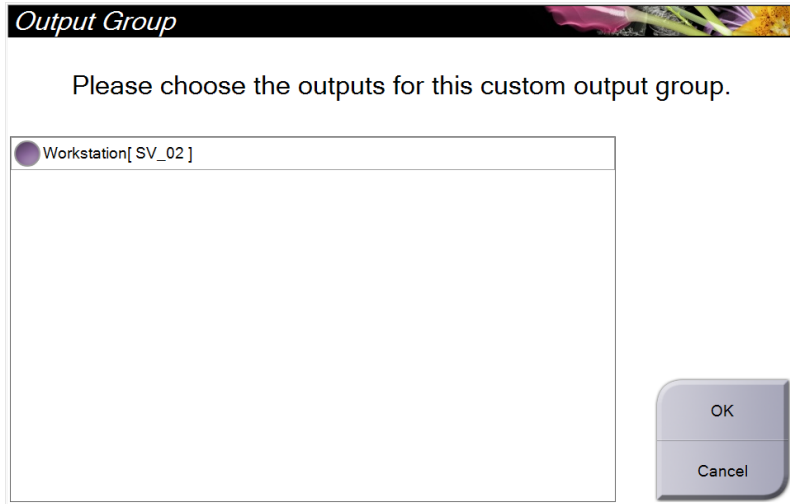 Output Group
Please choose the outputs for this custom output group.
Workstation[ SV_02 ]
OK
Cancel